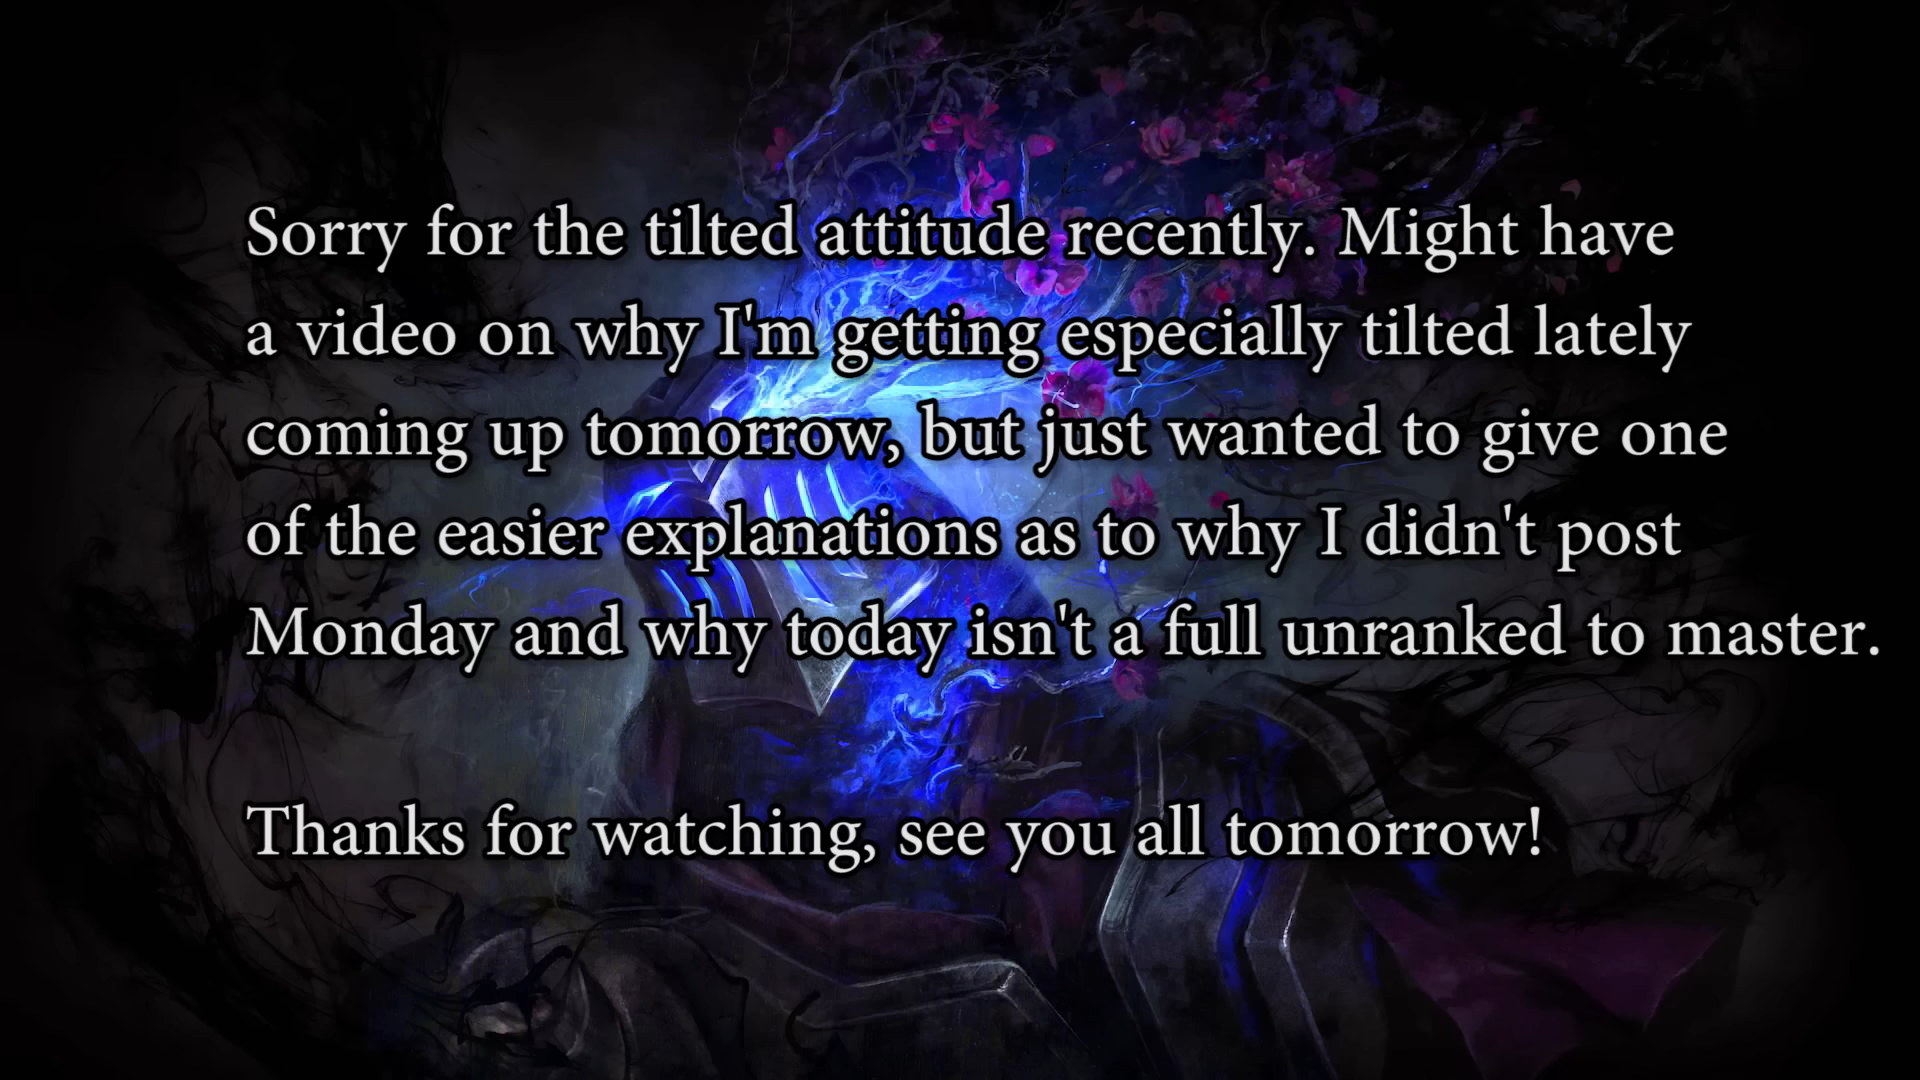 Sorry for the tilted attitude recently. Might have
a video on why I'm getting especially tilted lately
coming up tomorrow, but just wanted to give one
of the easier explanations as to why I didn't post
Monday and why today isn't a full unranked to master.
Thanks for watching, see you all tomorrow!